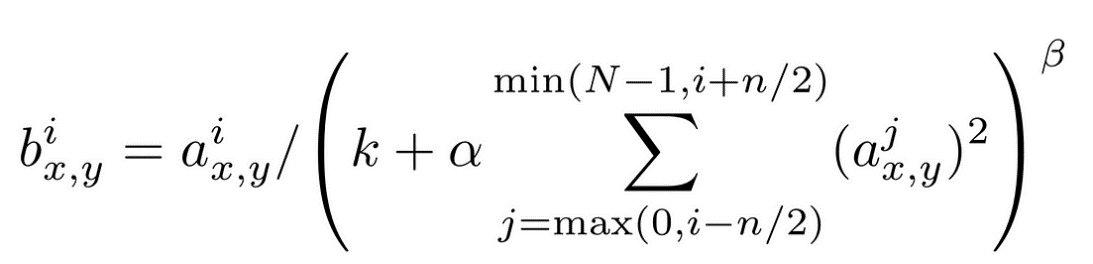 b^i_{x,y} = a^i_{x,y} / \left( k + \alpha \sum_{j=\max(0,i-n/2)}^{\min(N-1,i+n/2)} (a^j_{x,y})^2 \right)^\beta